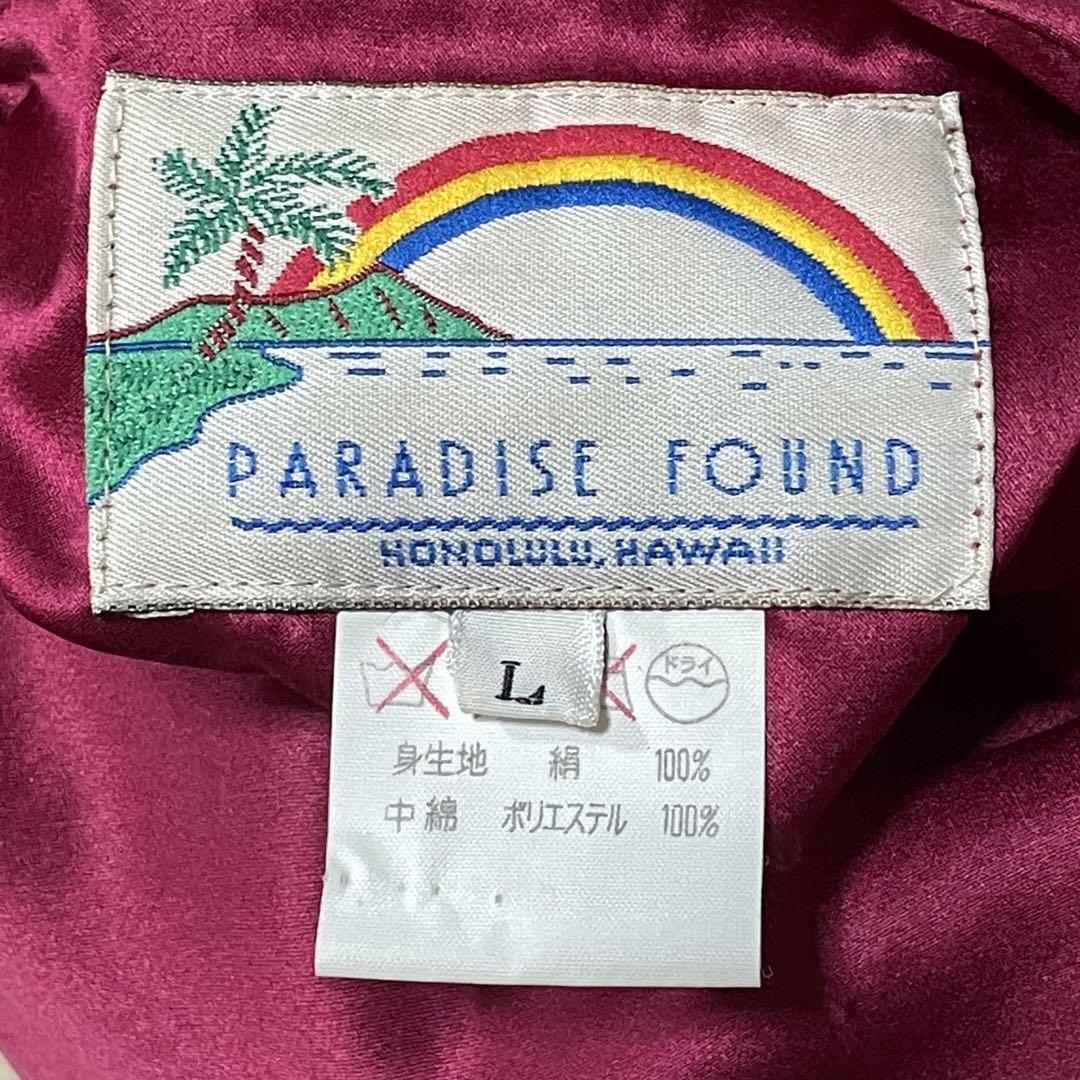 PARADISE FOUND
HONOLULU, HAWAII
L
ドライ
身生地 絹 100%
中綿 ポリエステル 100%